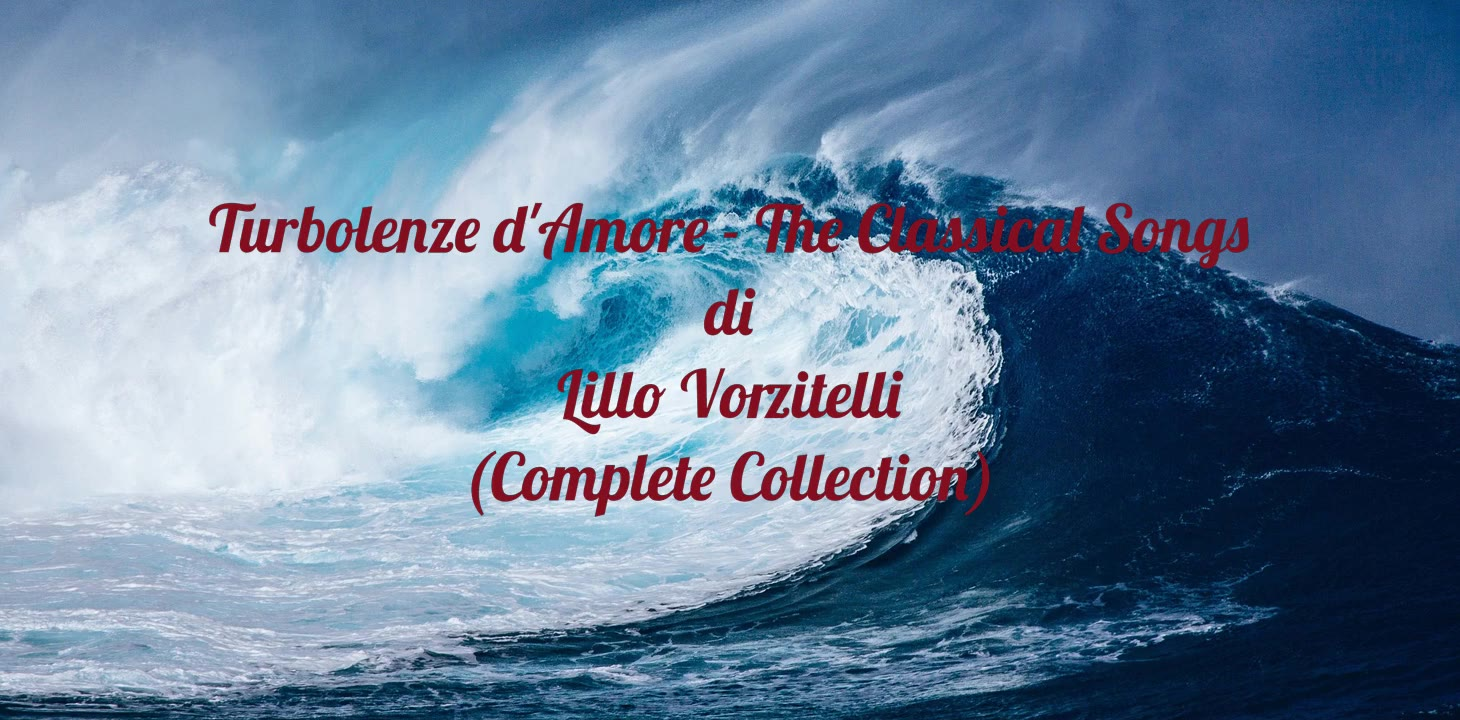 Turbolenze d'Amore - The Classical Songs
di
Lillo Vorzitelli
(Complete Collection)